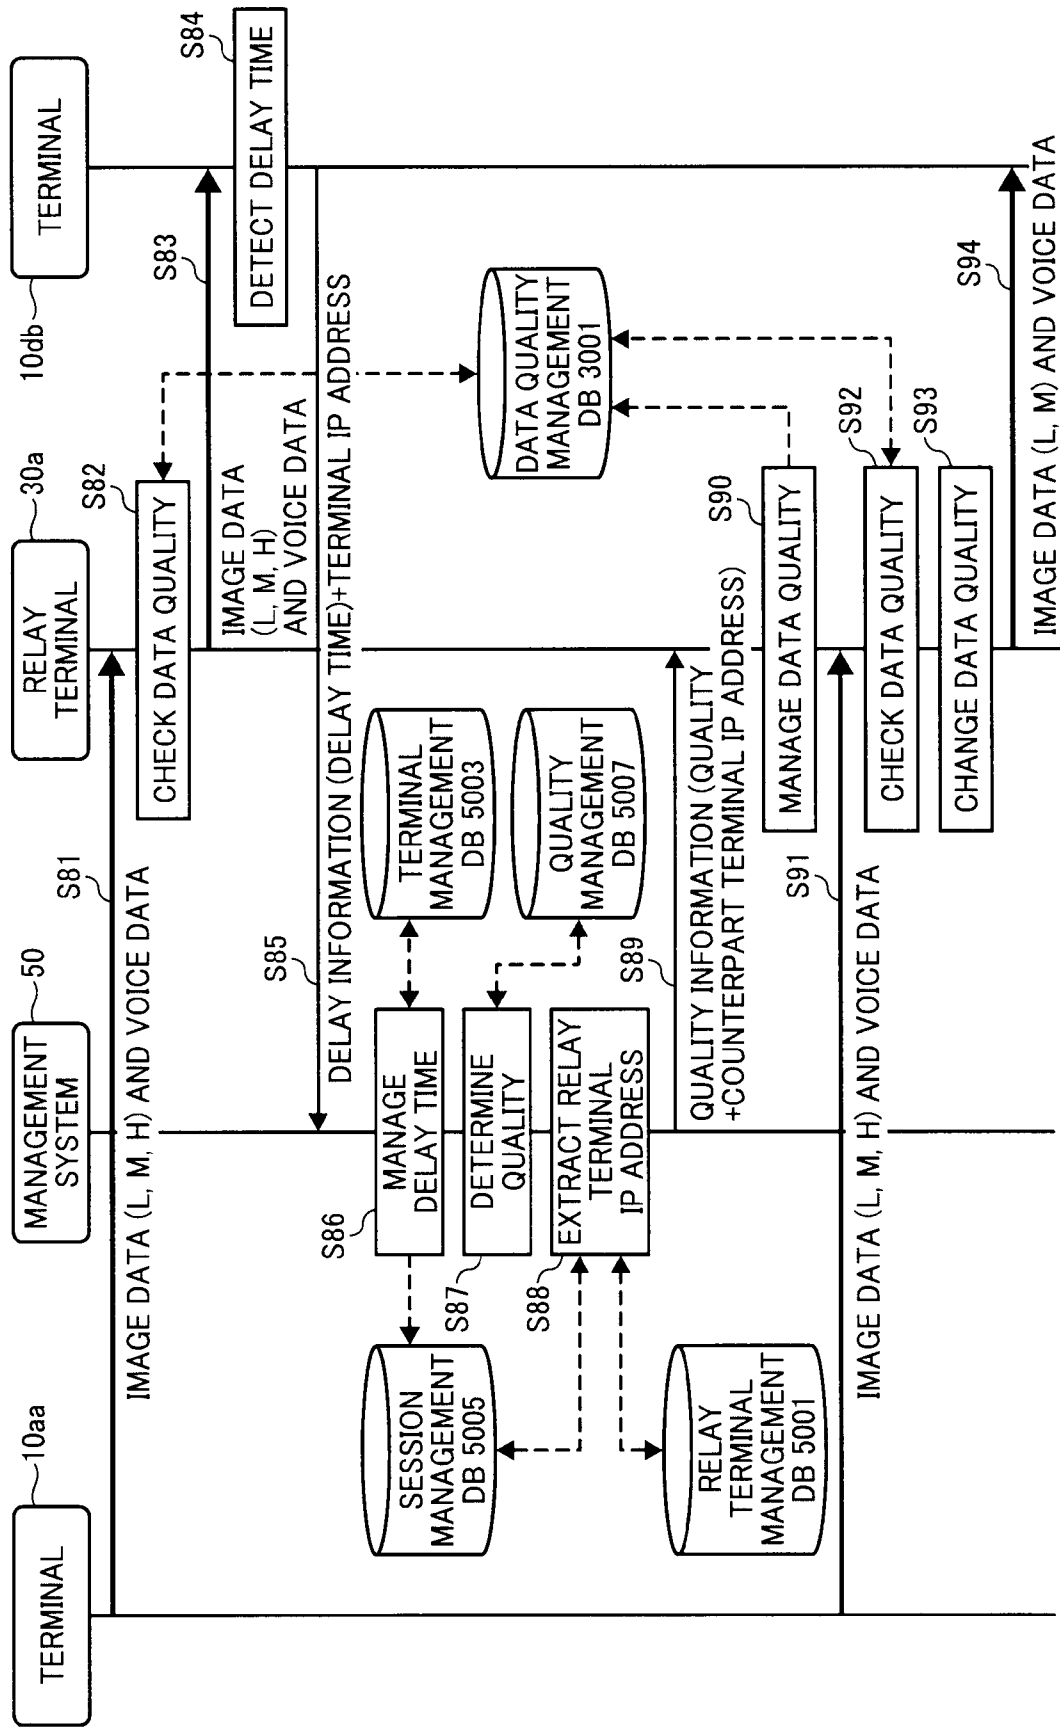 TERMINAL
10aa
MANAGEMENT
SYSTEM
50
RELAY
TERMINAL
30a
TERMINAL
10db
S81
IMAGE DATA (L, M, H) AND VOICE DATA
S82
CHECK DATA QUALITY
S83
IMAGE DATA
(L, M, H)
AND VOICE DATA
S84
DETECT DELAY TIME
S85
DELAY INFORMATION (DELAY TIME)+TERMINAL IP ADDRESS
S86
MANAGE
DELAY TIME
SESSION
MANAGEMENT
DB 5005
TERMINAL
MANAGEMENT
DB 5003
S87
DETERMINE
QUALITY
QUALITY
MANAGEMENT
DB 5007
DATA QUALITY
MANAGEMENT
DB 3001
S88
EXTRACT RELAY
TERMINAL
IP ADDRESS
RELAY
TERMINAL
MANAGEMENT
DB 5001
S89
QUALITY INFORMATION (QUALITY
+COUNTERPART TERMINAL IP ADDRESS)
S90
MANAGE DATA QUALITY
S91
IMAGE DATA (L, M, H) AND VOICE DATA
S92
CHECK DATA QUALITY
S93
CHANGE DATA QUALITY
S94
IMAGE DATA (L, M) AND VOICE DATA